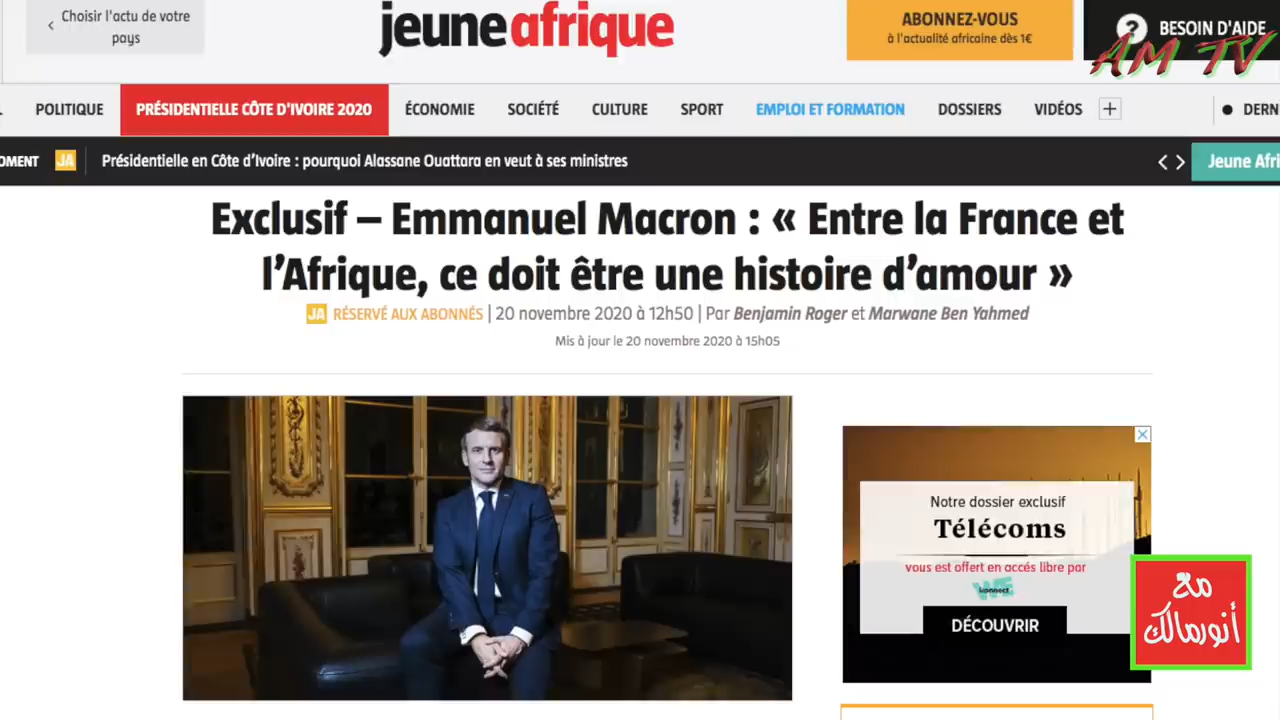 Choisir l'actu de votre
pays
jeuneafrique
ABONNEZ-VOUS
à l'actualité africaine dès 1€
? BESOIN D'AIDE
AM TV
POLITIQUE
PRÉSIDENTIELLE CÔTE D'IVOIRE 2020
ÉCONOMIE
SOCIÉTÉ
CULTURE
SPORT
EMPLOI ET FORMATION
DOSSIERS
VIDÉOS
DERN
OMENT
JA
Présidentielle en Côte d'Ivoire : pourquoi Alassane Ouattara en veut à ses ministres
Jeune Afri
Exclusif – Emmanuel Macron : « Entre la France et
l'Afrique, ce doit être une histoire d'amour »
JA RÉSERVÉ AUX ABONNÉS | 20 novembre 2020 à 12h50 | Par Benjamin Roger et Marwane Ben Yahmed
Mis à jour le 20 novembre 2020 à 15h05
Notre dossier exclusif
Télécoms
vous est offert en accés libre par
WE
konnect
DÉCOUVRIR
مع
أنورمالك